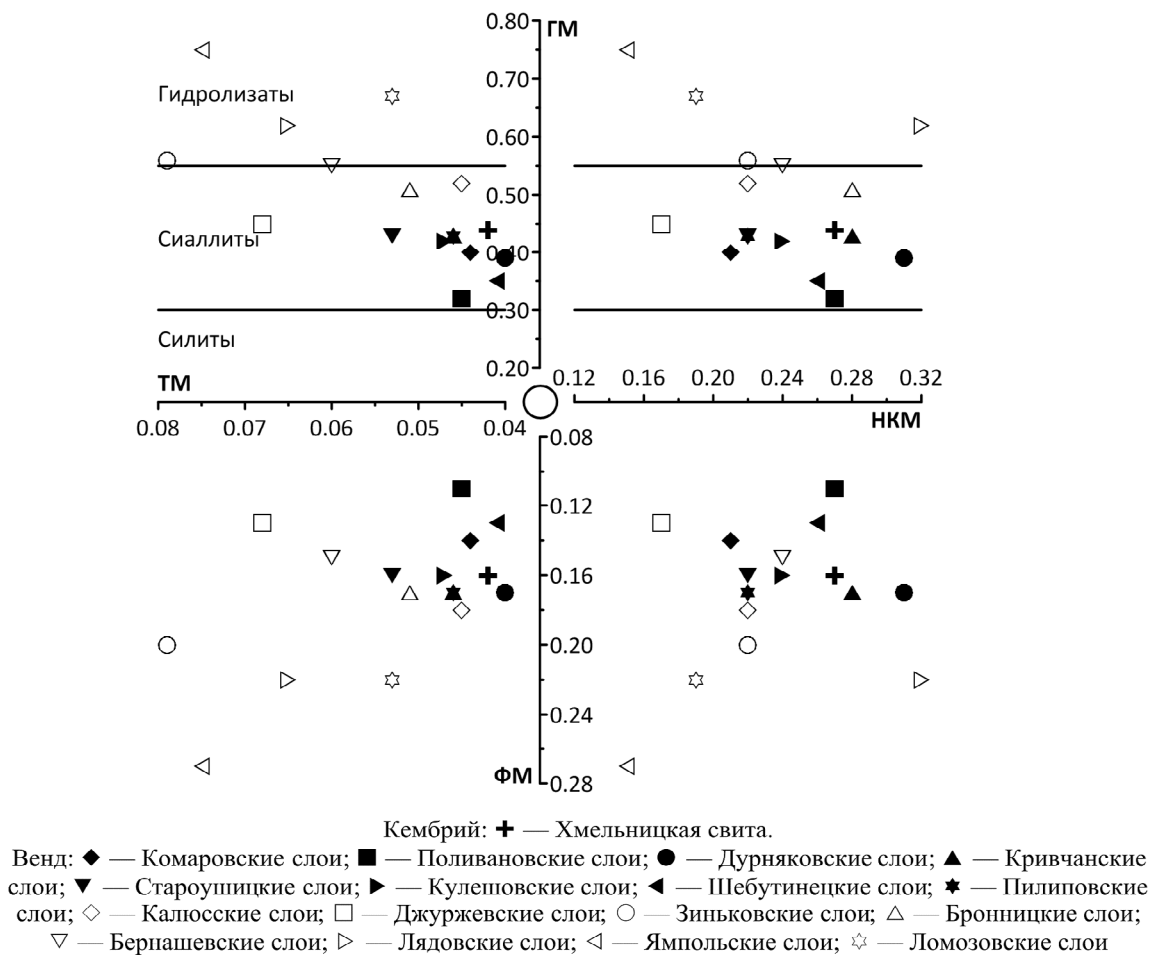 0.80
ГМ
0.70
Гидролизаты
0.60
0.50
Сиаллиты
0.40
0.30
Силиты
0.20
0.12 0.16 0.20 0.24 0.28 0.32
ТМ
НКМ
0.08 0.07 0.06 0.05 0.04
0.08
0.12
0.16
0.20
0.24
ФМ
0.28
Кембрий: ✚ — Хмельницкая свита.
Венд: ◆ — Комаровские слои; ■ — Поливановские слои; ● — Дурняковские слои; ▲ — Кривчанские
слои; ▼ — Староушицкие слои; ► — Кулешовские слои; ◄ — Шебутинецкие слои; ✶ — Пилиповские
слои; ◇ — Калюсские слои; □ — Джуржевские слои; ○ — Зиньковские слои; △ — Бронницкие слои;
▽ — Бернашевские слои; ▷ — Лядовские слои; ◁ — Ямпольские слои; ✡ — Ломозовские слои